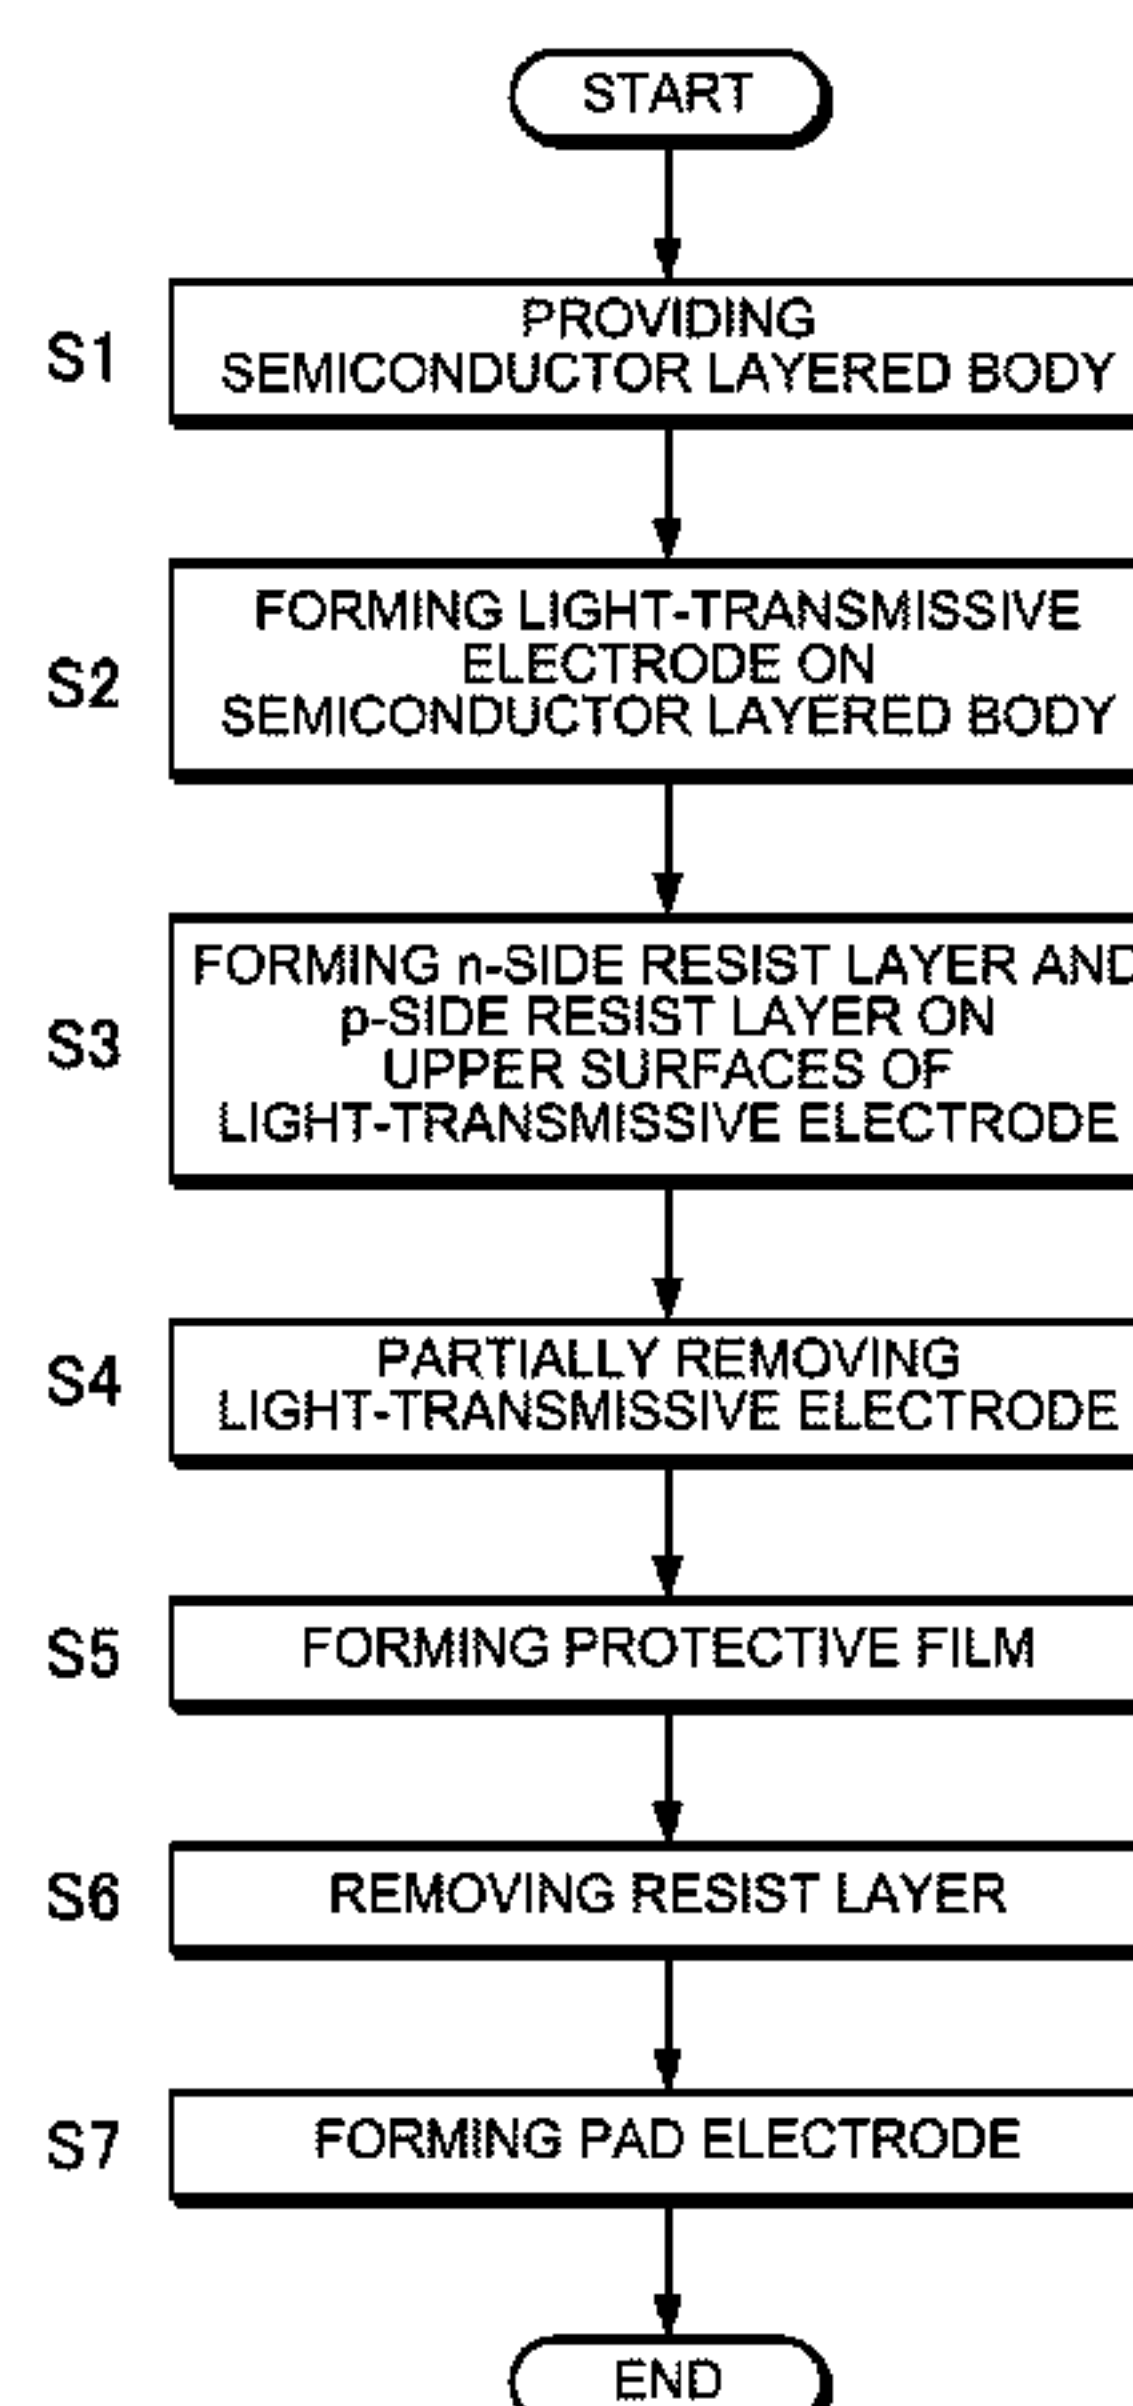 START
S1
PROVIDING
SEMICONDUCTOR LAYERED BODY
S2
FORMING LIGHT-TRANSMISSIVE
ELECTRODE ON
SEMICONDUCTOR LAYERED BODY
S3
FORMING n-SIDE RESIST LAYER AND
p-SIDE RESIST LAYER ON
UPPER SURFACES OF
LIGHT-TRANSMISSIVE ELECTRODE
S4
PARTIALLY REMOVING
LIGHT-TRANSMISSIVE ELECTRODE
S5
FORMING PROTECTIVE FILM
S6
REMOVING RESIST LAYER
S7
FORMING PAD ELECTRODE
END